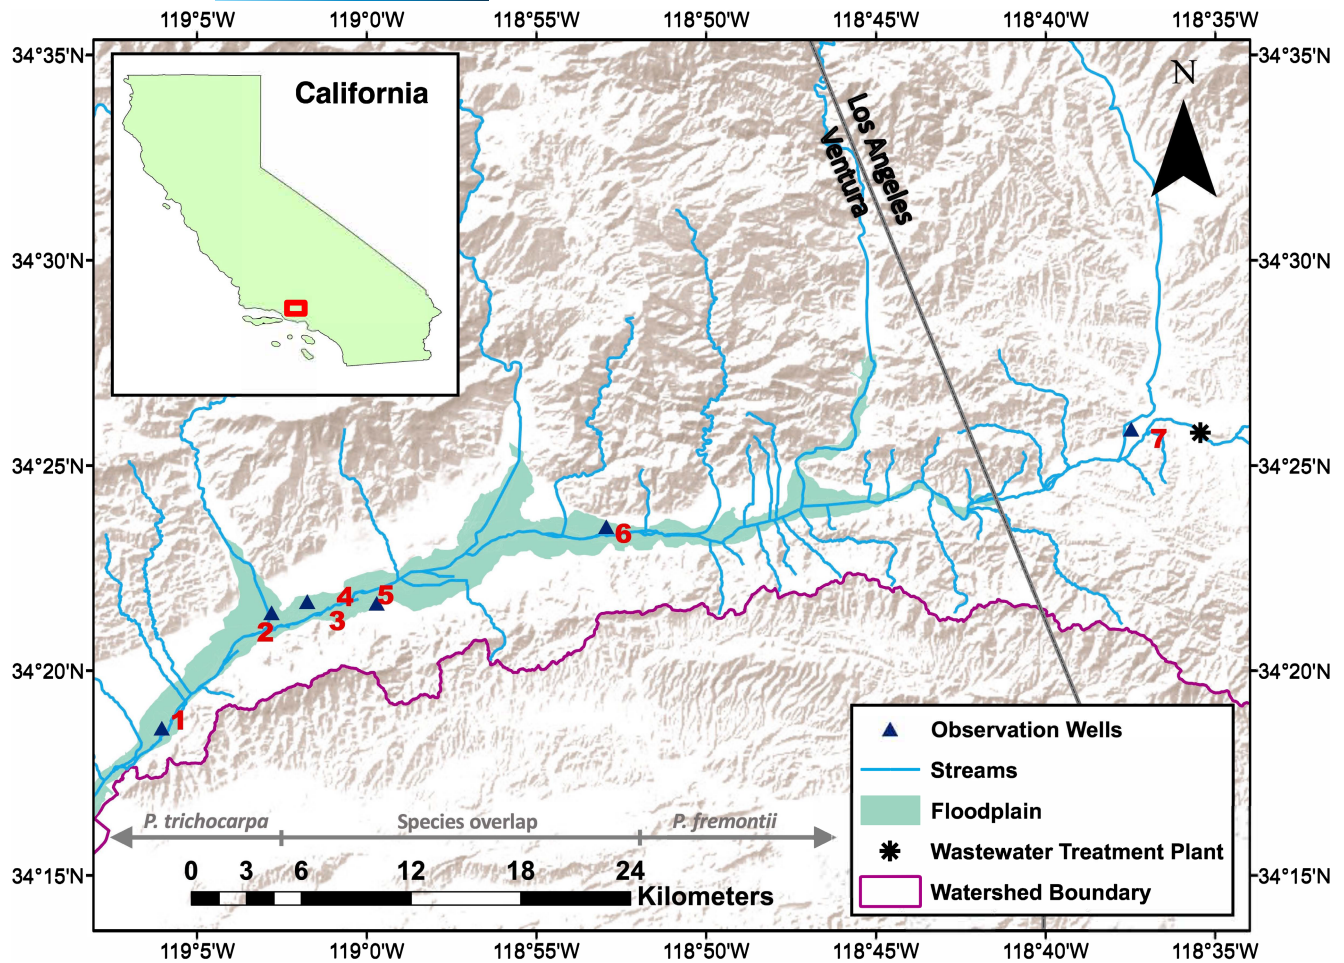 119°5'W 119°0'W 118°55'W 118°50'W 118°45'W 118°40'W 118°35'W
34°35'N 34°35'N
California
N
Los Angeles
Ventura
34°30'N 34°30'N
7
34°25'N 34°25'N
6
4 5
3
2
34°20'N 34°20'N
1
Observation Wells
Streams
Floodplain
Wastewater Treatment Plant
Watershed Boundary
P. trichocarpa Species overlap P. fremontii
0 3 6 12 18 24
Kilometers
34°15'N 34°15'N
119°5'W 119°0'W 118°55'W 118°50'W 118°45'W 118°40'W 118°35'W